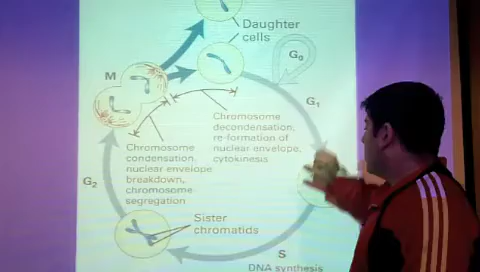 Daughter
cells
G0
M
G1
Chromosome
decondensation,
re-formation of
nuclear envelope,
cytokinesis
Chromosome
condensation,
nuclear envelope
breakdown,
chromosome
segregation
G2
Sister
chromatids
S
DNA synthesis